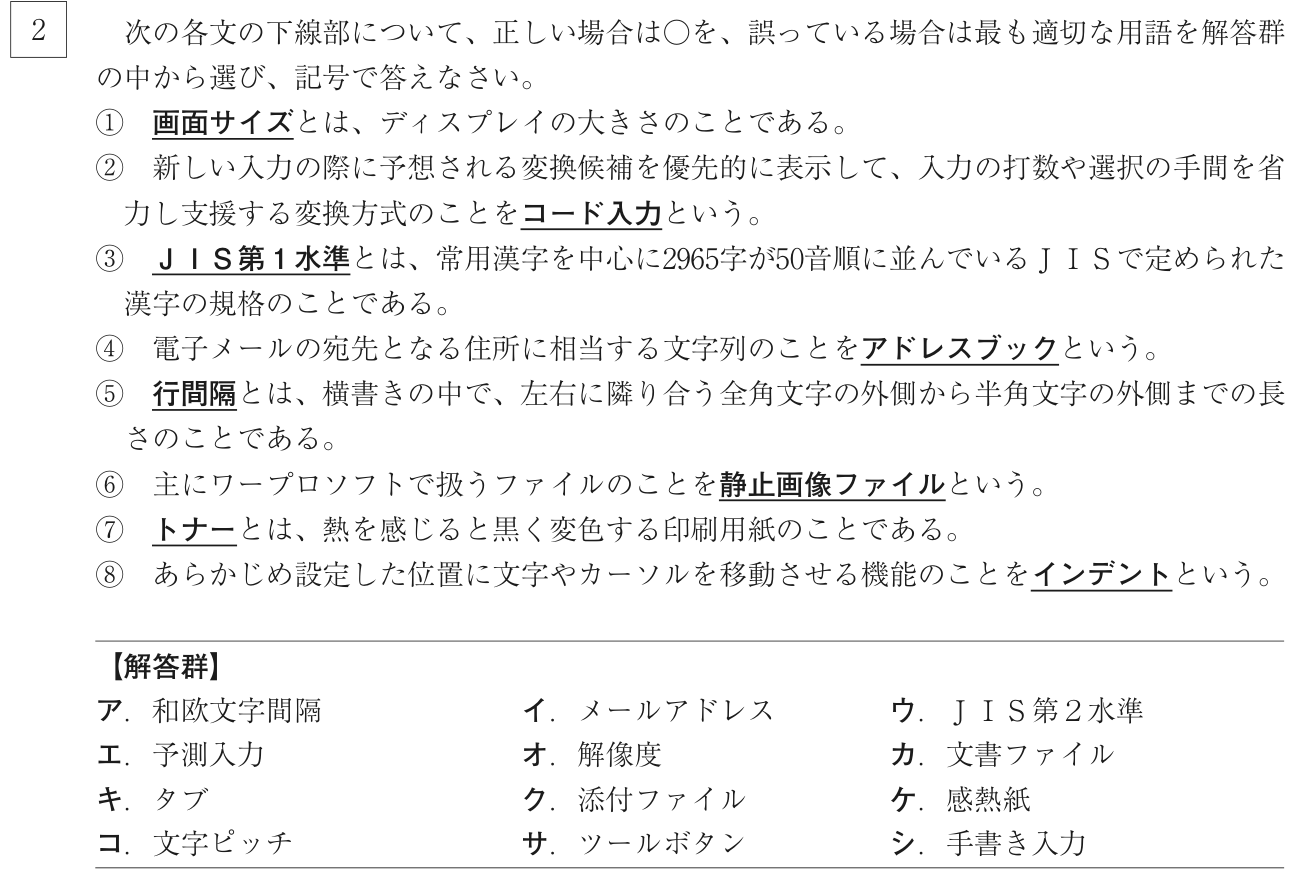 2
次の各文の下線部について、正しい場合は○を、誤っている場合は最も適切な用語を解答群
の中から選び、記号で答えなさい。
① 画面サイズとは、ディスプレイの大きさのことである。
② 新しい入力の際に予想される変換候補を優先的に表示して、入力の打数や選択の手間を省
力し支援する変換方式のことをコード入力という。
③ ＪＩＳ第１水準とは、常用漢字を中心に2965字が50音順に並んでいるＪＩＳで定められた
漢字の規格のことである。
④ 電子メールの宛先となる住所に相当する文字列のことをアドレスブックという。
⑤ 行間隔とは、横書きの中で、左右に隣り合う全角文字の外側から半角文字の外側までの長
さのことである。
⑥ 主にワープロソフトで扱うファイルのことを静止画像ファイルという。
⑦ トナーとは、熱を感じると黒く変色する印刷用紙のことである。
⑧ あらかじめ設定した位置に文字やカーソルを移動させる機能のことをインデントという。
【解答群】
ア．和欧文字間隔 イ．メールアドレス ウ．ＪＩＳ第２水準
エ．予測入力 オ．解像度 カ．文書ファイル
キ．タブ ク．添付ファイル ケ．感熱紙
コ．文字ピッチ サ．ツールボタン シ．手書き入力